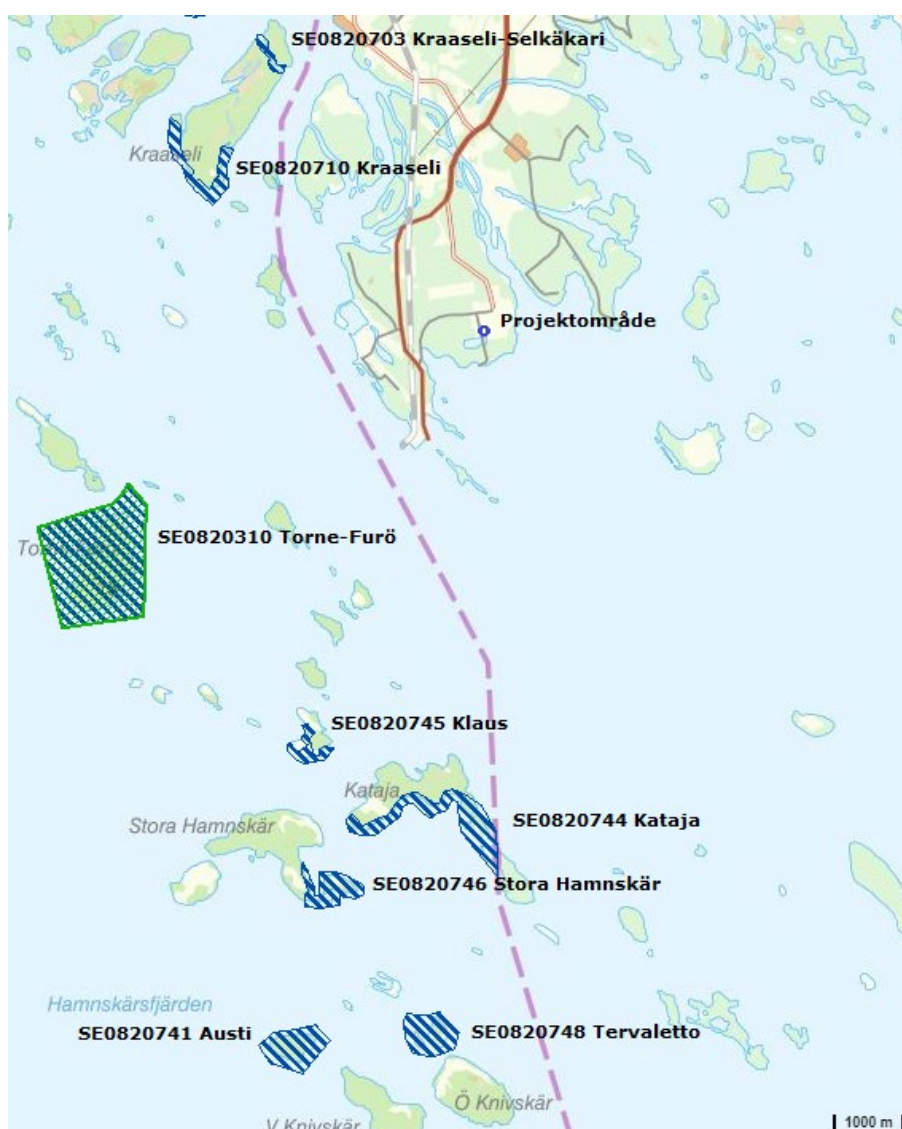 SE0820703 Kraaseli-Selkäkari
Kraaseli
SE0820710 Kraaseli
Projektområde
SE0820310 Torne-Furö
SE0820745 Klaus
Kataja
Stora Hamnskär
SE0820744 Kataja
SE0820746 Stora Hamnskär
Hamnskärsfjärden
SE0820741 Austi
SE0820748 Tervaletto
Ö Knivskär
V Knivskär
1000 m